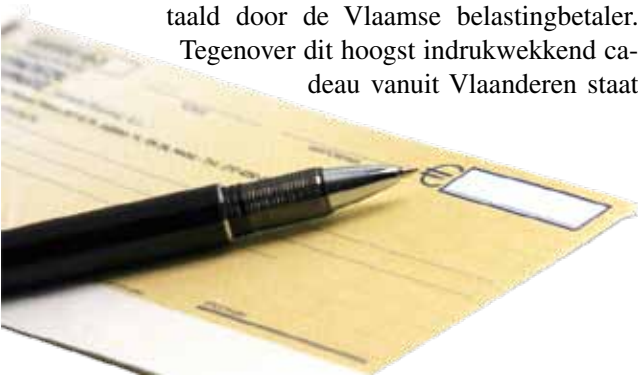 taald door de Vlaamse belastingbetaler.
Tegenover dit hoogst indrukwekkend ca-
deau vanuit Vlaanderen staat
€